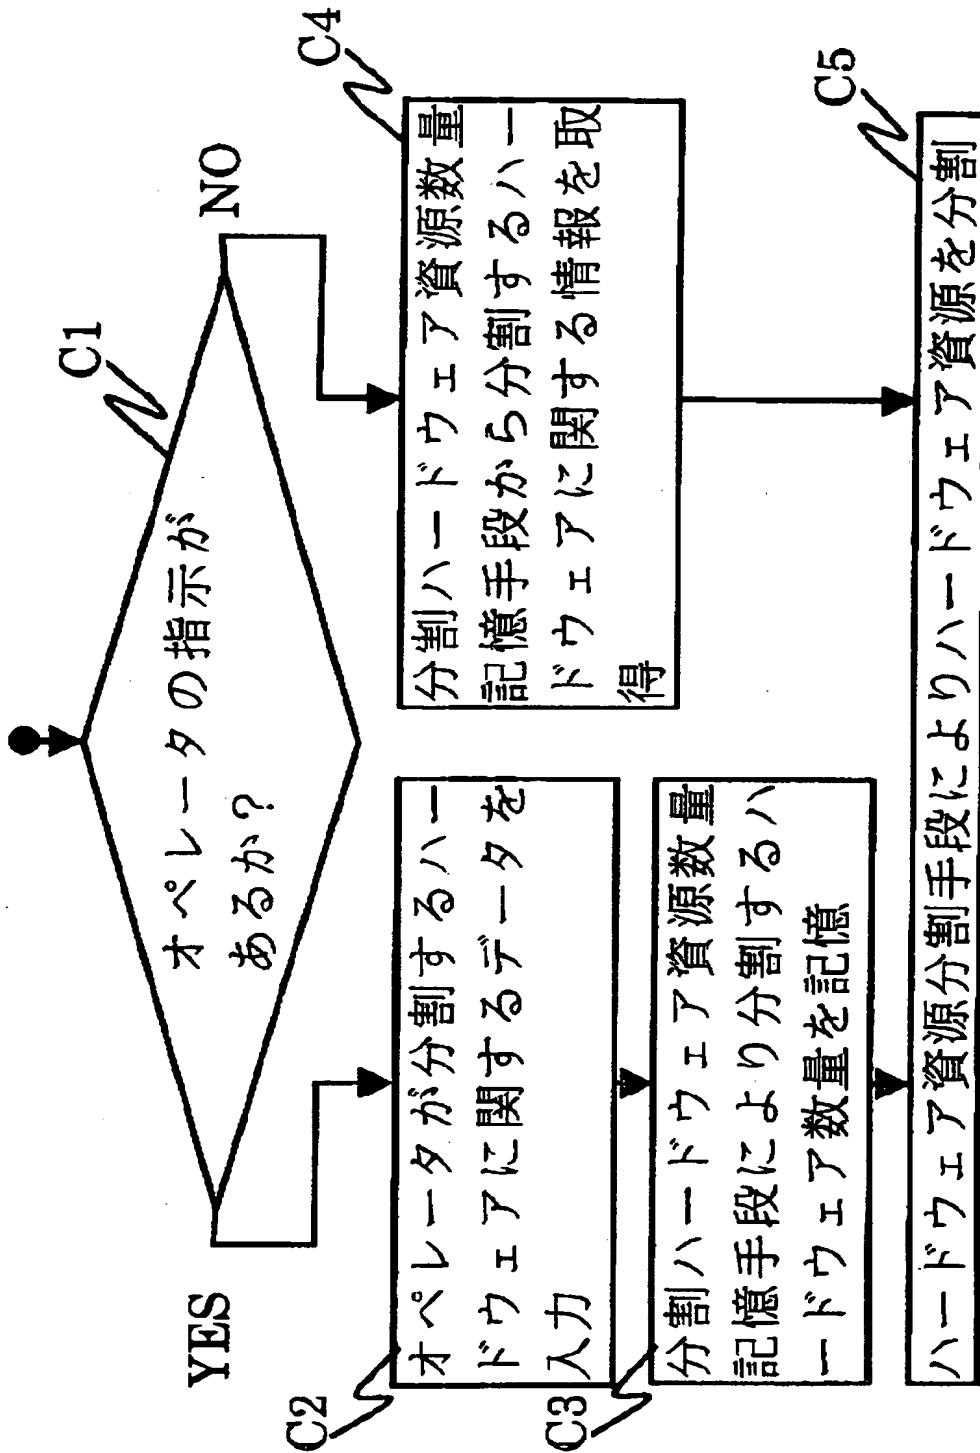 C1
オペレータの指示が
あるか?
YES
NO
C2
オペレータが分割するハー
ドウェアに関するデータを
入力
C3
分割ハードウェア資源数量
記憶手段により分割するハ
ードウェア数量を記憶
C4
分割ハードウェア資源数量
記憶手段から分割するハー
ドウェアに関する情報を取
得
C5
ハードウェア資源分割手段によりハードウェア資源を分割